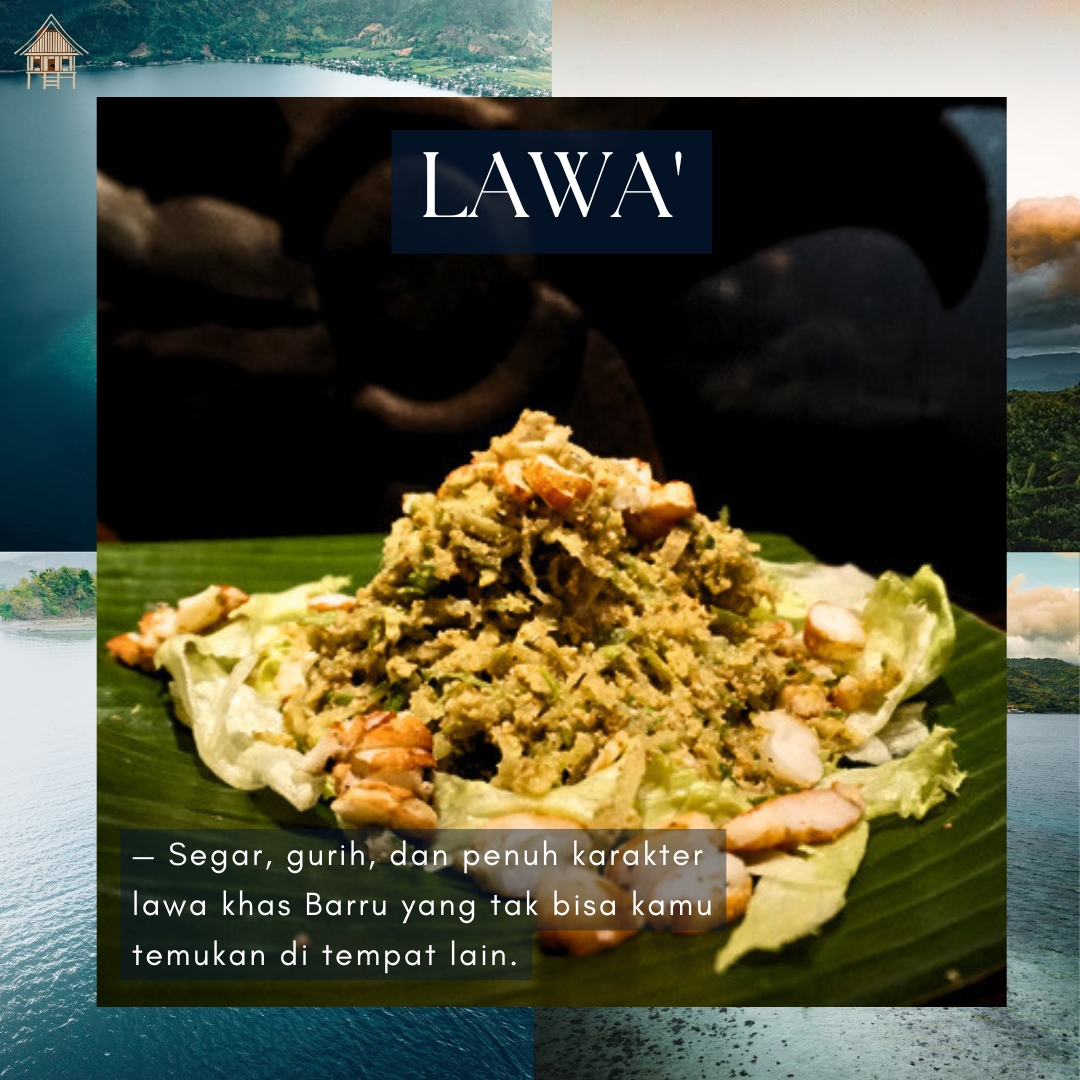 LAWA'
— Segar, gurih, dan penuh karakter
lawa khas Barru yang tak bisa kamu
temukan di tempat lain.